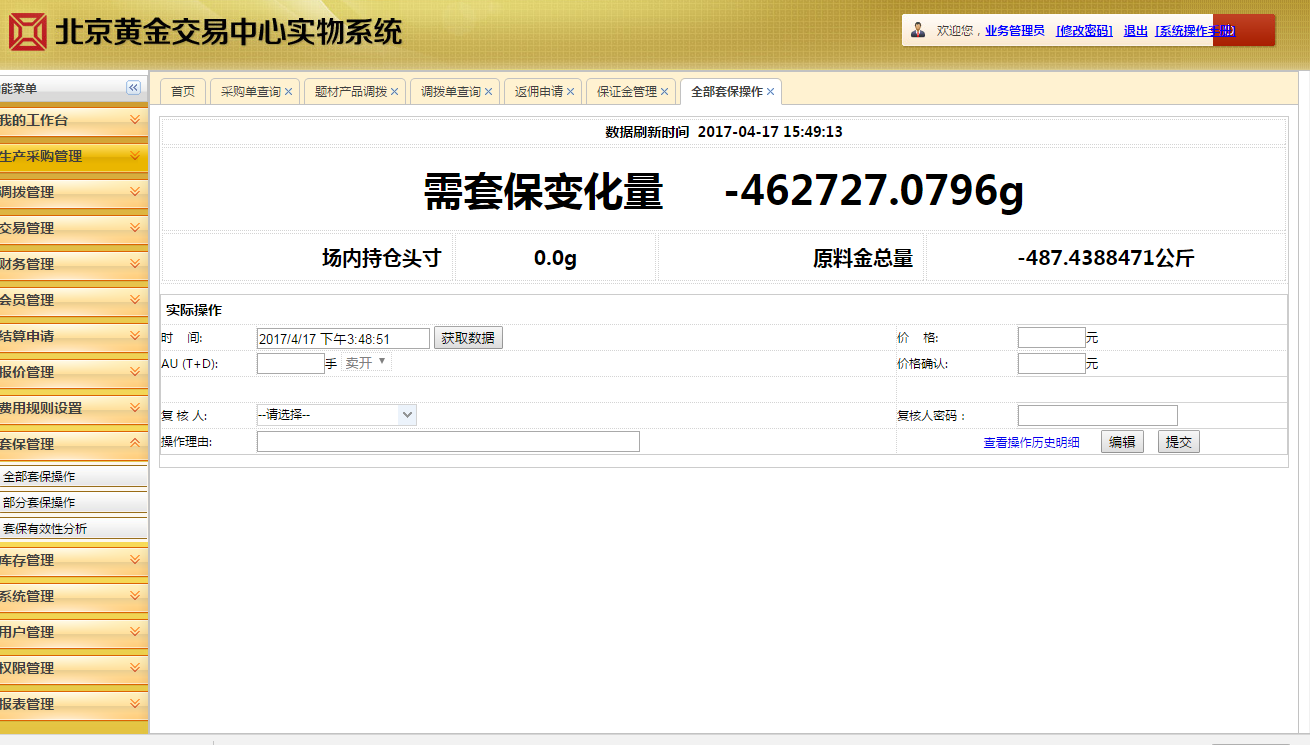 北京黄金交易中心实物系统
欢迎您，业务管理员 [修改密码] 退出 [系统操作手册]
能菜单
首页 采购单查询 题材产品调拨 调拨单查询 返佣申请 保证金管理 全部套保操作
我的工作台
生产采购管理
调拨管理
交易管理
财务管理
会员管理
结算申请
报价管理
费用规则设置
套保管理
全部套保操作
部分套保操作
套保有效性分析
库存管理
系统管理
用户管理
权限管理
报表管理
数据刷新时间 2017-04-17 15:49:13
需套保变化量 -462727.0796g
场内持仓头寸 0.0g 原料金总量 -487.4388471公斤
实际操作
时 间: 2017/4/17 下午3:48:51 获取数据 价 格: 元
AU (T+D): 手 卖开 价格确认: 元
复 核 人: --请选择-- 复核人密码：
操作理由: 查看操作历史明细 编辑 提交